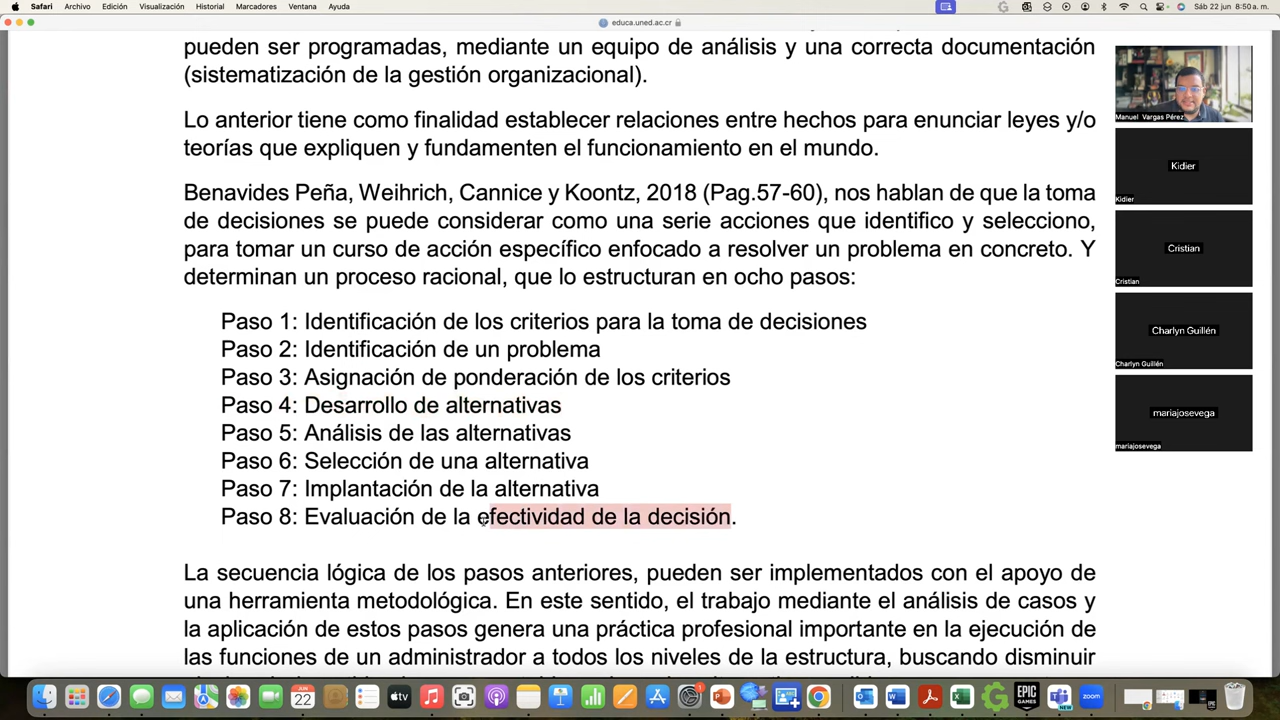 Safari Archivo Edición Visualización Historial Marcadores Ventana Ayuda
Sáb 22 jun 8:50 a.m.
educa.uned.ac.cr
pueden ser programadas, mediante un equipo de análisis y una correcta documentación
(sistematización de la gestión organizacional).
Lo anterior tiene como finalidad establecer relaciones entre hechos para enunciar leyes y/o
teorías que expliquen y fundamenten el funcionamiento en el mundo.
Benavides Peña, Weihrich, Cannice y Koontz, 2018 (Pag.57-60), nos hablan de que la toma
de decisiones se puede considerar como una serie acciones que identifico y selecciono,
para tomar un curso de acción específico enfocado a resolver un problema en concreto. Y
determinan un proceso racional, que lo estructuran en ocho pasos:
Paso 1: Identificación de los criterios para la toma de decisiones
Paso 2: Identificación de un problema
Paso 3: Asignación de ponderación de los criterios
Paso 4: Desarrollo de alternativas
Paso 5: Análisis de las alternativas
Paso 6: Selección de una alternativa
Paso 7: Implantación de la alternativa
Paso 8: Evaluación de la efectividad de la decisión.
La secuencia lógica de los pasos anteriores, pueden ser implementados con el apoyo de
una herramienta metodológica. En este sentido, el trabajo mediante el análisis de casos y
la aplicación de estos pasos genera una práctica profesional importante en la ejecución de
las funciones de un administrador a todos los niveles de la estructura, buscando disminuir
Manuel Vargas Pérez
Kidier
Kidier
Cristian
Cristian
Charlyn Guillén
Charlyn Guillén
mariajosevega
mariajosevega
JUN
22
tv
EPIC
GAMES
NEW
zoom